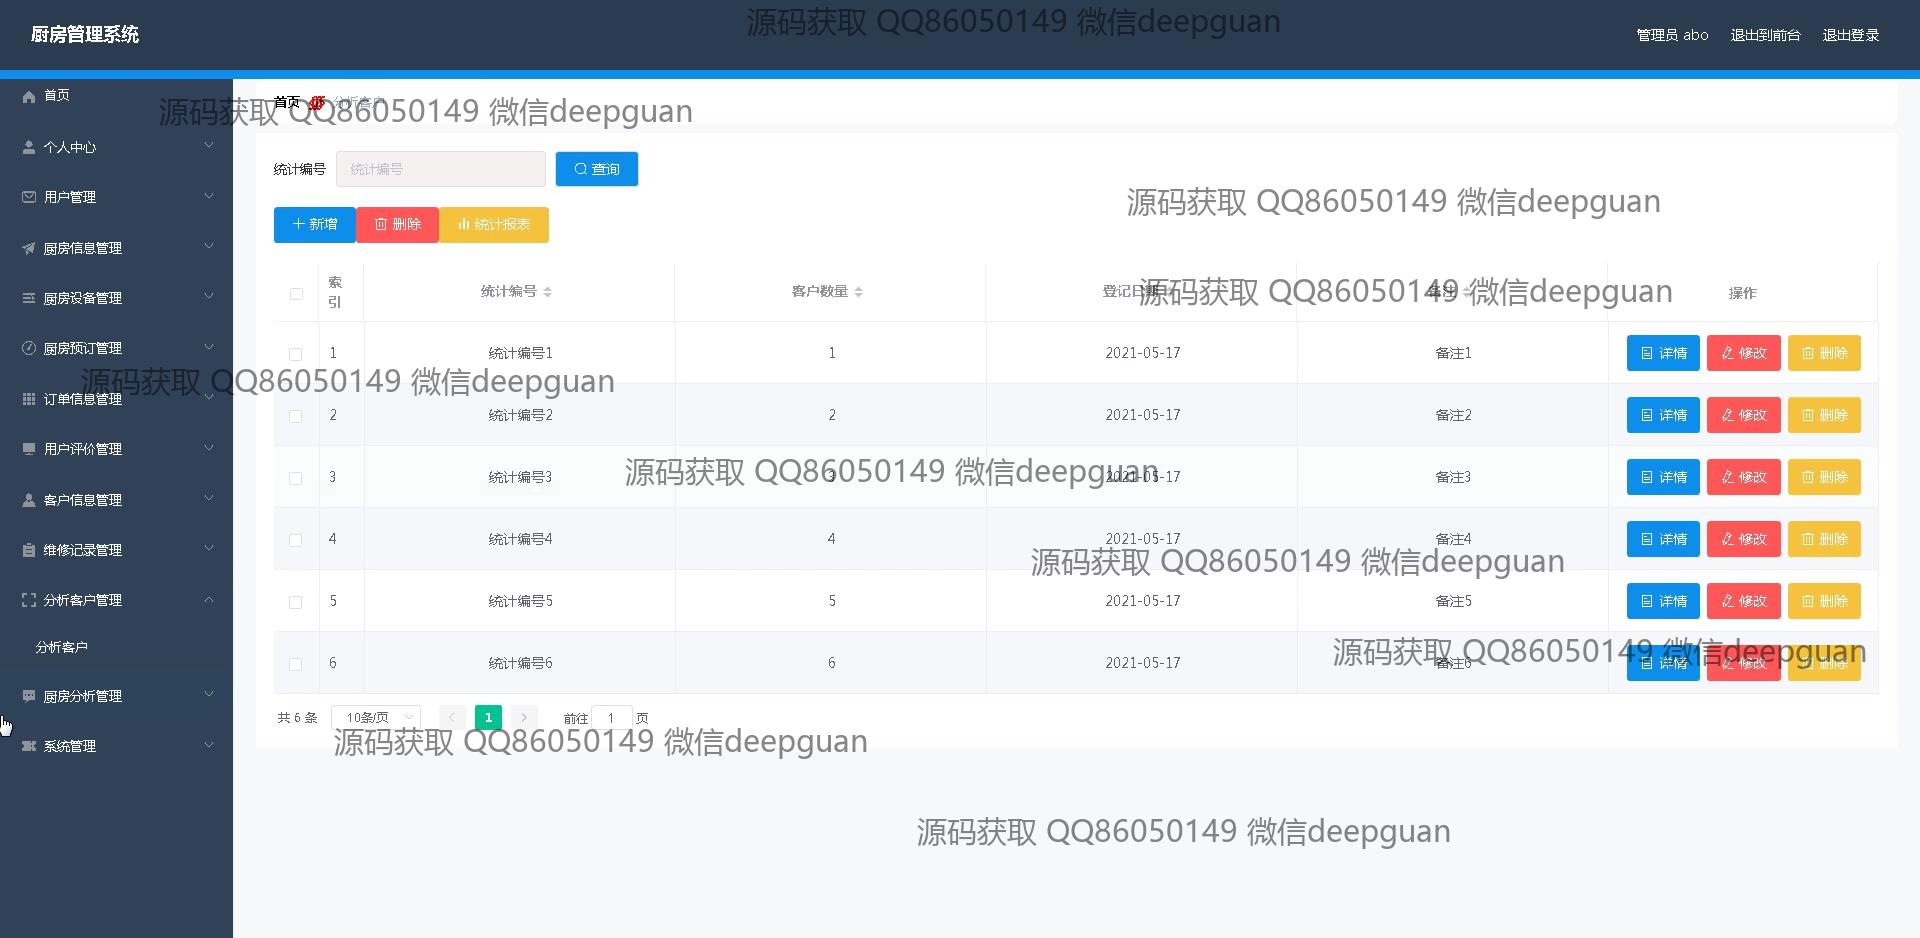 厨房管理系统
管理员 abo 退出到前台 退出登录
源码获取 QQ86050149 微信deepguan
首页
个人中心
用户管理
厨房信息管理
厨房设备管理
厨房预订管理
订单信息管理
用户评价管理
客户信息管理
维修记录管理
分析客户管理
分析客户
厨房分析管理
系统管理
首页 分析客户
源码获取 QQ86050149 微信deepguan
统计编号 统计编号 查询
源码获取 QQ86050149 微信deepguan
新增 删除 统计报表
索引 统计编号 客户数量 登记日期 备注 操作
源码获取 QQ86050149 微信deepguan
1 统计编号1 1 2021-05-17 备注1 详情 修改 删除
源码获取 QQ86050149 微信deepguan
2 统计编号2 2 2021-05-17 备注2 详情 修改 删除
3 统计编号3 3 2021-05-17 备注3 详情 修改 删除
源码获取 QQ86050149 微信deepguan
4 统计编号4 4 2021-05-17 备注4 详情 修改 删除
源码获取 QQ86050149 微信deepguan
5 统计编号5 5 2021-05-17 备注5 详情 修改 删除
6 统计编号6 6 2021-05-17 备注6 详情 修改 删除
源码获取 QQ86050149 微信deepguan
共 6 条 10条/页 1 前往 1 页
源码获取 QQ86050149 微信deepguan
源码获取 QQ86050149 微信deepguan